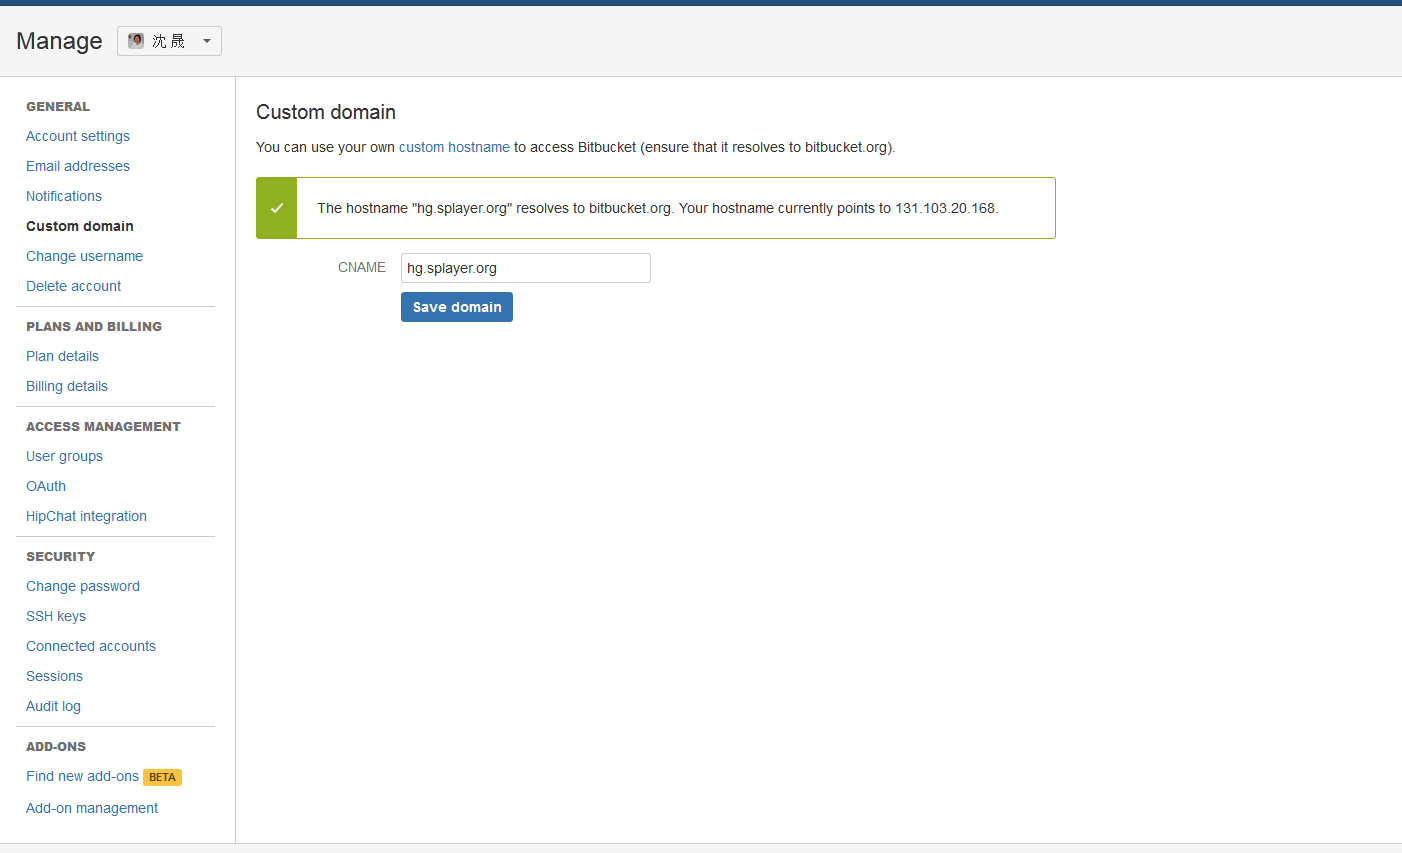 Manage
沈 晟
GENERAL
Account settings
Email addresses
Notifications
Custom domain
Change username
Delete account
PLANS AND BILLING
Plan details
Billing details
ACCESS MANAGEMENT
User groups
OAuth
HipChat integration
SECURITY
Change password
SSH keys
Connected accounts
Sessions
Audit log
ADD-ONS
Find new add-ons BETA
Add-on management
Custom domain
You can use your own custom hostname to access Bitbucket (ensure that it resolves to bitbucket.org).
The hostname "hg.splayer.org" resolves to bitbucket.org. Your hostname currently points to 131.103.20.168.
CNAME hg.splayer.org
Save domain